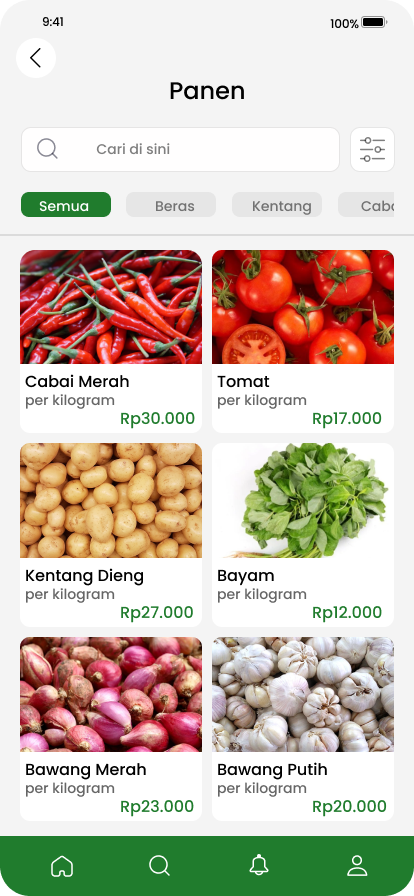 9:41
100%
Panen
Cari di sini
Semua
Beras
Kentang
Caba
Cabai Merah
per kilogram
Rp30.000
Tomat
per kilogram
Rp17.000
Kentang Dieng
per kilogram
Rp27.000
Bayam
per kilogram
Rp12.000
Bawang Merah
per kilogram
Rp23.000
Bawang Putih
per kilogram
Rp20.000